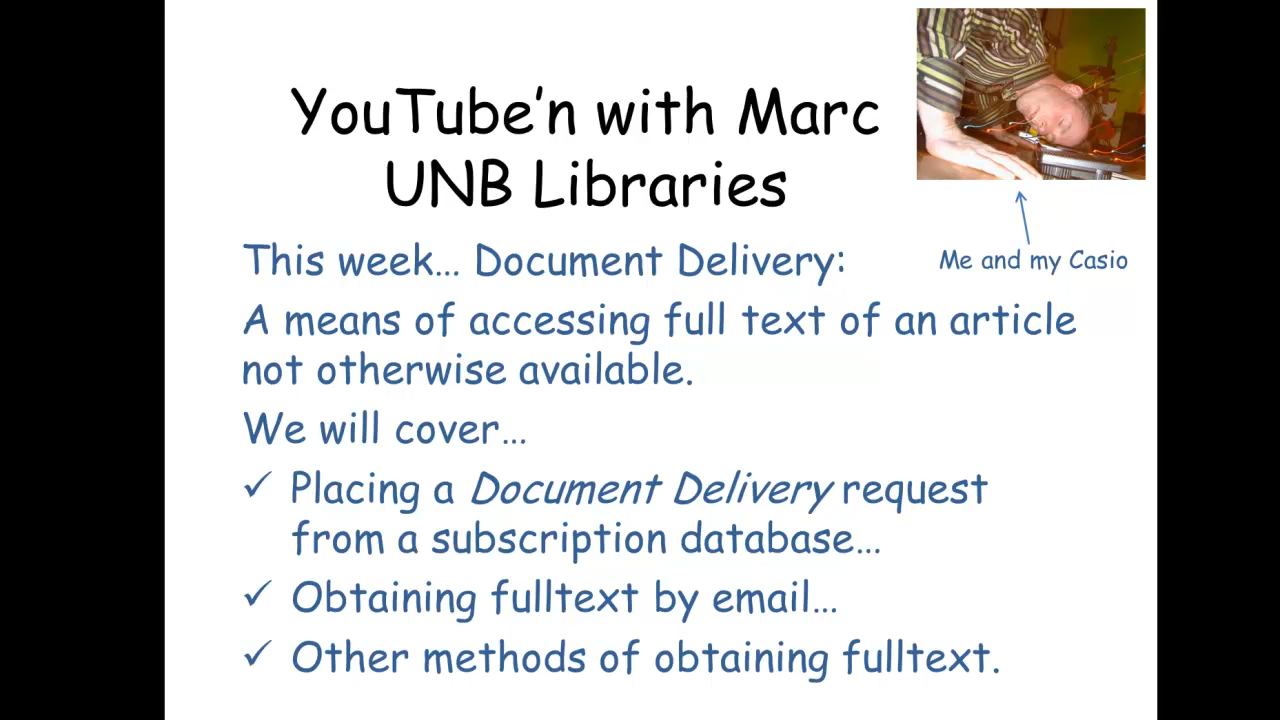 YouTube’n with Marc
UNB Libraries
Me and my Casio
This week… Document Delivery:
A means of accessing full text of an article
not otherwise available.
We will cover…
✓ Placing a Document Delivery request
from a subscription database…
✓ Obtaining fulltext by email…
✓ Other methods of obtaining fulltext.